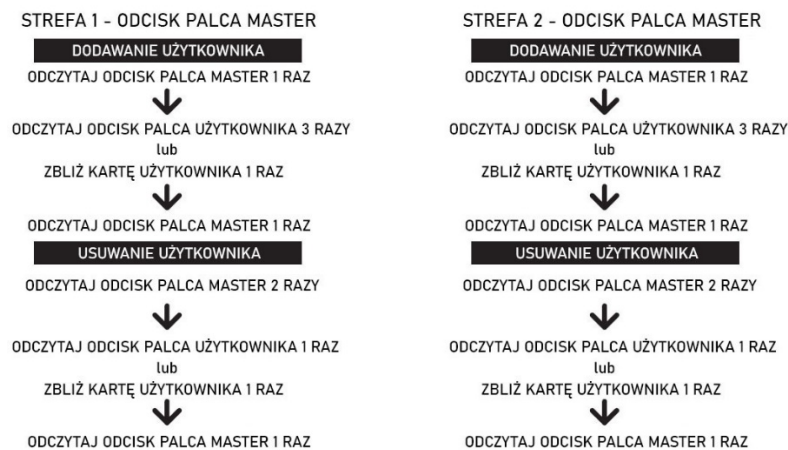 STREFA 1 - ODCISK PALCA MASTER
DODAWANIE UŻYTKOWNIKA
ODCZYTAJ ODCISK PALCA MASTER 1 RAZ
ODCZYTAJ ODCISK PALCA UŻYTKOWNIKA 3 RAZY
lub
ZBLIŻ KARTĘ UŻYTKOWNIKA 1 RAZ
ODCZYTAJ ODCISK PALCA MASTER 1 RAZ
USUWANIE UŻYTKOWNIKA
ODCZYTAJ ODCISK PALCA MASTER 2 RAZY
ODCZYTAJ ODCISK PALCA UŻYTKOWNIKA 1 RAZ
lub
ZBLIŻ KARTĘ UŻYTKOWNIKA 1 RAZ
ODCZYTAJ ODCISK PALCA MASTER 1 RAZ
STREFA 2 - ODCISK PALCA MASTER
DODAWANIE UŻYTKOWNIKA
ODCZYTAJ ODCISK PALCA MASTER 1 RAZ
ODCZYTAJ ODCISK PALCA UŻYTKOWNIKA 3 RAZY
lub
ZBLIŻ KARTĘ UŻYTKOWNIKA 1 RAZ
ODCZYTAJ ODCISK PALCA MASTER 1 RAZ
USUWANIE UŻYTKOWNIKA
ODCZYTAJ ODCISK PALCA MASTER 2 RAZY
ODCZYTAJ ODCISK PALCA UŻYTKOWNIKA 1 RAZ
lub
ZBLIŻ KARTĘ UŻYTKOWNIKA 1 RAZ
ODCZYTAJ ODCISK PALCA MASTER 1 RAZ